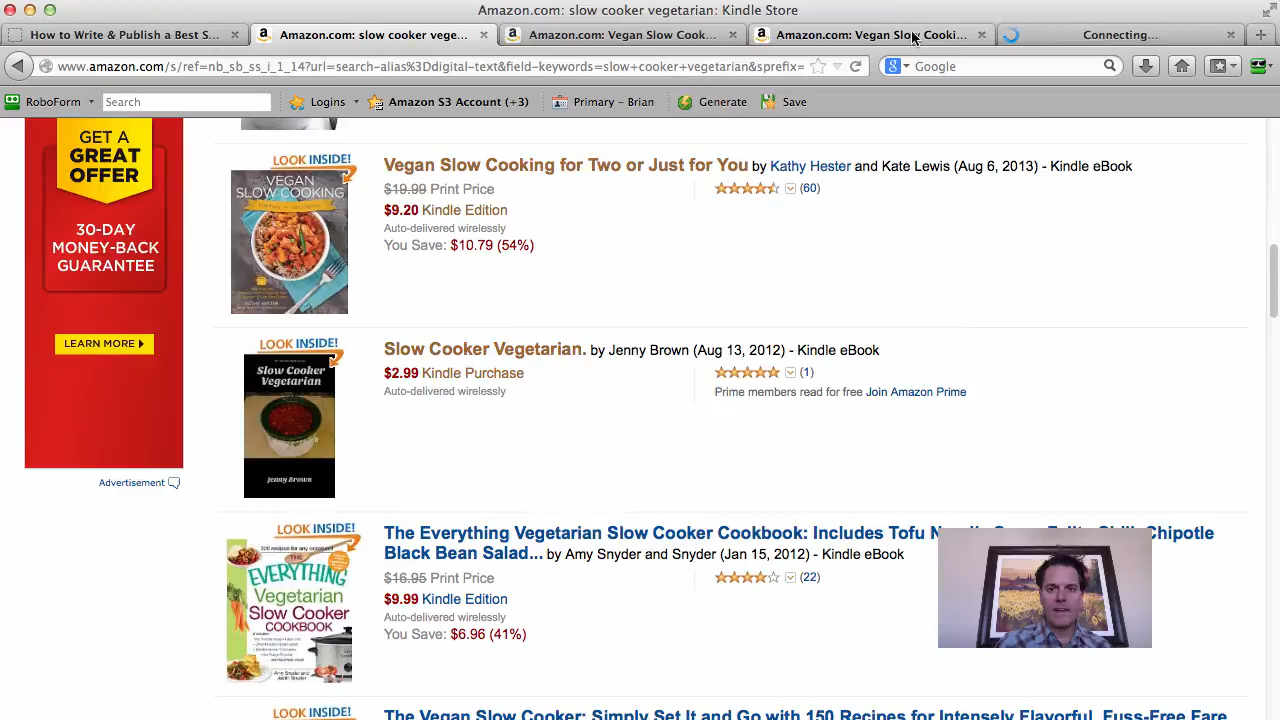 Amazon.com: slow cooker vegetarian: Kindle Store
How to Write & Publish a Best S...
Amazon.com: slow cooker vege...
Amazon.com: Vegan Slow Cook...
Amazon.com: Vegan Slow Cooki...
Connecting...
www.amazon.com/s/ref=nb_sb_ss_i_1_14?url=search-alias%3Ddigital-text&field-keywords=slow+cooker+vegetarian&sprefix=
Google
RoboForm
Search
Logins
Amazon S3 Account (+3)
Primary – Brian
Generate
Save
GET A
GREAT
OFFER
30-DAY
MONEY-BACK
GUARANTEE
LEARN MORE
Advertisement
LOOK INSIDE!
VEGAN
SLOW COOKING
KATHY HESTER
Vegan Slow Cooking for Two or Just for You by Kathy Hester and Kate Lewis (Aug 6, 2013) - Kindle eBook
$19.99 Print Price
(60)
$9.20 Kindle Edition
Auto-delivered wirelessly
You Save: $10.79 (54%)
LOOK INSIDE!
Slow Cooker
Vegetarian
Jenny Brown
Slow Cooker Vegetarian. by Jenny Brown (Aug 13, 2012) - Kindle eBook
$2.99 Kindle Purchase
(1)
Auto-delivered wirelessly
Prime members read for free Join Amazon Prime
LOOK INSIDE!
300 recipes for any occasion!
THE
EVERYTHING
Vegetarian
Slow Cooker
COOKBOOK
The Everything Vegetarian Slow Cooker Cookbook: Includes Tofu
Chipotle
Black Bean Salad... by Amy Snyder and Snyder (Jan 15, 2012) - Kindle eBook
$16.95 Print Price
(22)
$9.99 Kindle Edition
Auto-delivered wirelessly
You Save: $6.96 (41%)
LOOK INSIDE!
The Vegan Slow Cooker: Simply Set It and Go with 150 Recipes for Intensely Flavorful, Fuss-Free Fare